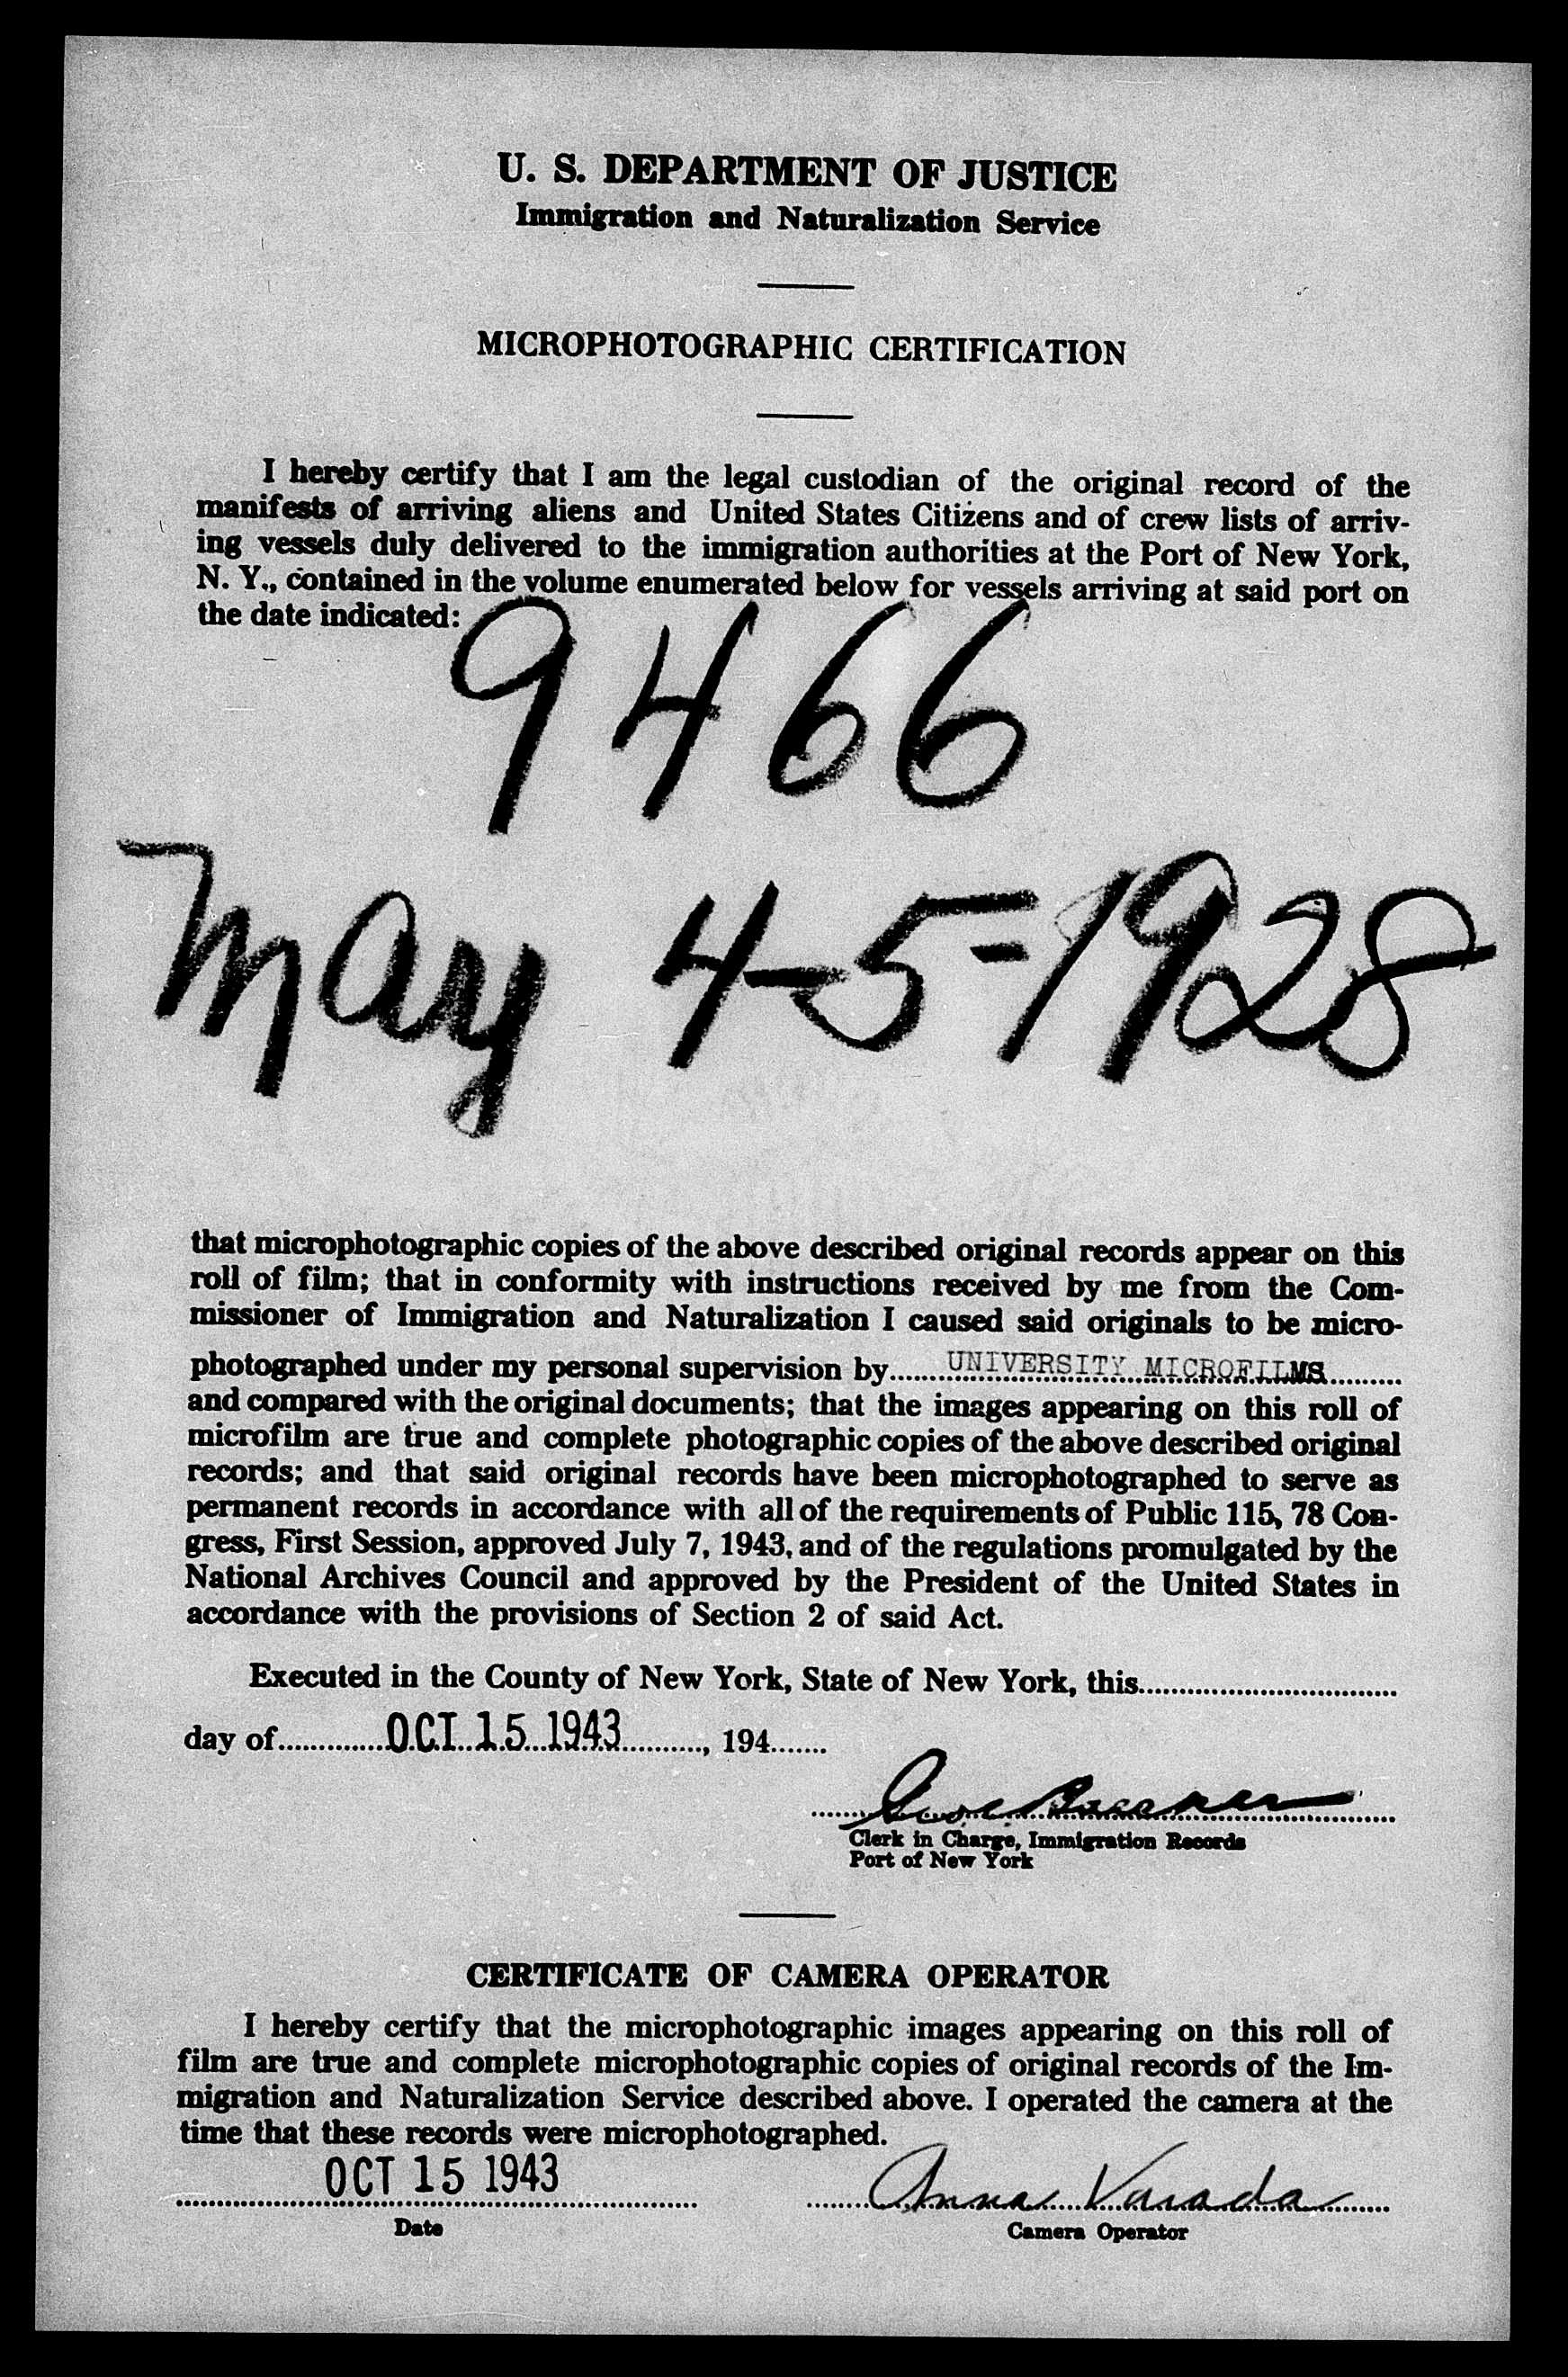 U. S. DEPARTMENT OF JUSTICE
Immigration and Naturalization Service
MICROPHOTOGRAPHIC CERTIFICATION
I hereby certify that I am the legal custodian of the original record of the
manifests of arriving aliens and United States Citizens and of crew lists of arriv-
ing vessels duly delivered to the immigration authorities at the Port of New York,
N. Y., contained in the volume enumerated below for vessels arriving at said port on
the date indicated:
9466
May 4-5-1928
that microphotographic copies of the above described original records appear on this
roll of film; that in conformity with instructions received by me from the Com-
missioner of Immigration and Naturalization I caused said originals to be micro-
photographed under my personal supervision by UNIVERSITY MICROFILMS
and compared with the original documents; that the images appearing on this roll of
microfilm are true and complete photographic copies of the above described original
records; and that said original records have been microphotographed to serve as
permanent records in accordance with all of the requirements of Public 115, 78 Con-
gress, First Session, approved July 7, 1943, and of the regulations promulgated by the
National Archives Council and approved by the President of the United States in
accordance with the provisions of Section 2 of said Act.
Executed in the County of New York, State of New York, this
day of OCT 15 1943, 194
Clerk in Charge, Immigration Records
Port of New York
CERTIFICATE OF CAMERA OPERATOR
I hereby certify that the microphotographic images appearing on this roll of
film are true and complete microphotographic copies of original records of the Im-
migration and Naturalization Service described above. I operated the camera at the
time that these records were microphotographed.
OCT 15 1943 Anna Varada
Date Camera Operator